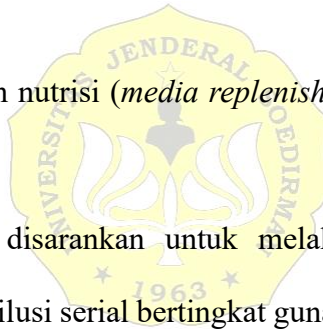 n nutrisi (media replenish
UNIVERSITAS JENDERAL SOEDIRMAN
disarankan untuk melal
ilusi serial bertingkat guna
1963